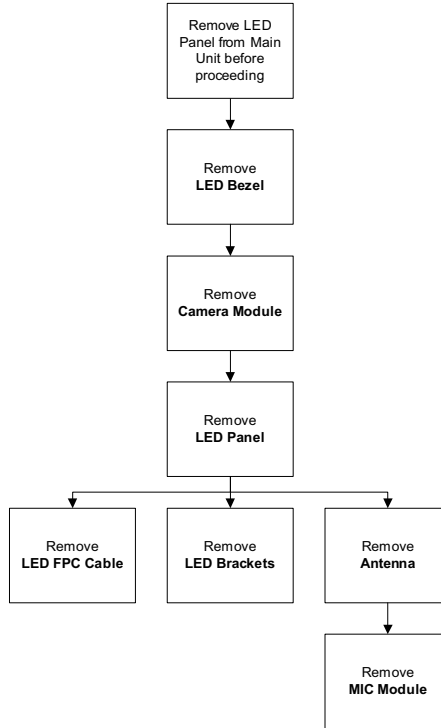 Remove LED
Panel from Main
Unit before
proceeding
Remove
LED Bezel
Remove
Camera Module
Remove
LED Panel
Remove
LED FPC Cable
Remove
LED Brackets
Remove
Antenna
Remove
MIC Module